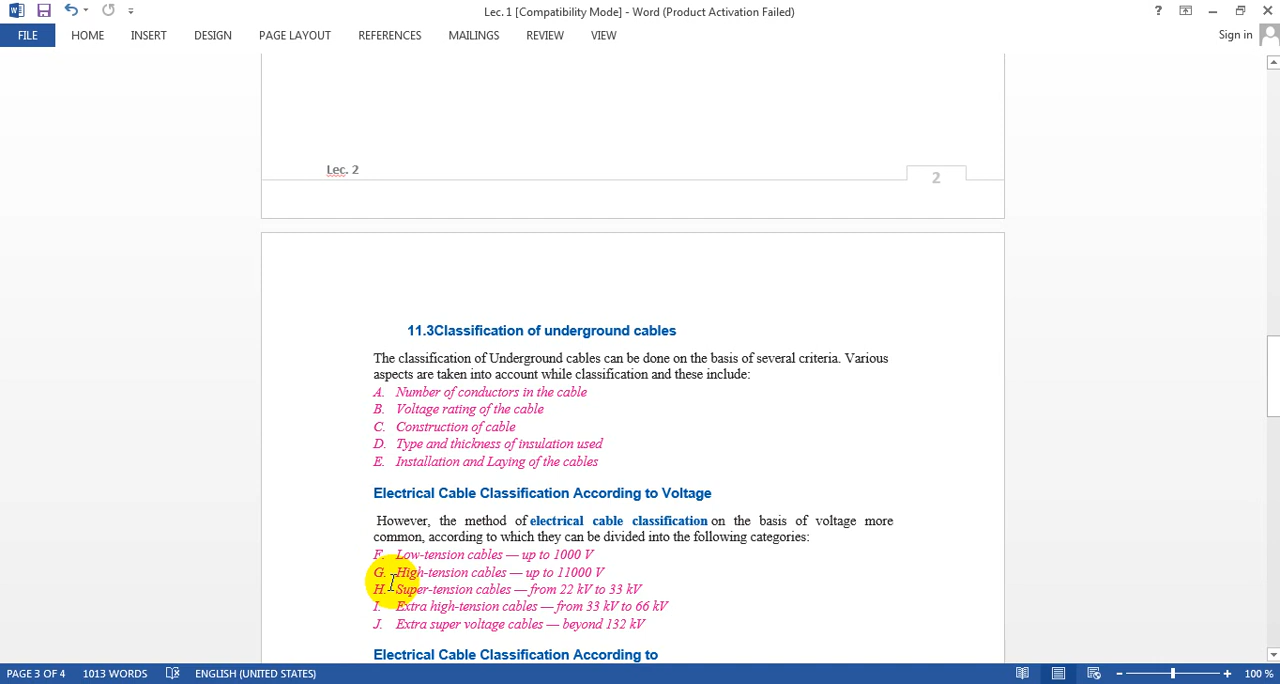 Lec. 1 [Compatibility Mode] - Word (Product Activation Failed)
?
FILE HOME INSERT DESIGN PAGE LAYOUT REFERENCES MAILINGS REVIEW VIEW Sign in
Lec. 2
2
11.3Classification of underground cables
The classification of Underground cables can be done on the basis of several criteria. Various
aspects are taken into account while classification and these include:
A. Number of conductors in the cable
B. Voltage rating of the cable
C. Construction of cable
D. Type and thickness of insulation used
E. Installation and Laying of the cables
Electrical Cable Classification According to Voltage
However, the method of electrical cable classification on the basis of voltage more
common, according to which they can be divided into the following categories:
F. Low-tension cables — up to 1000 V
G. High-tension cables — up to 11000 V
H. Super-tension cables — from 22 kV to 33 kV
I. Extra high-tension cables — from 33 kV to 66 kV
J. Extra super voltage cables — beyond 132 kV
Electrical Cable Classification According to
PAGE 3 OF 4 1013 WORDS ENGLISH (UNITED STATES) 100 %